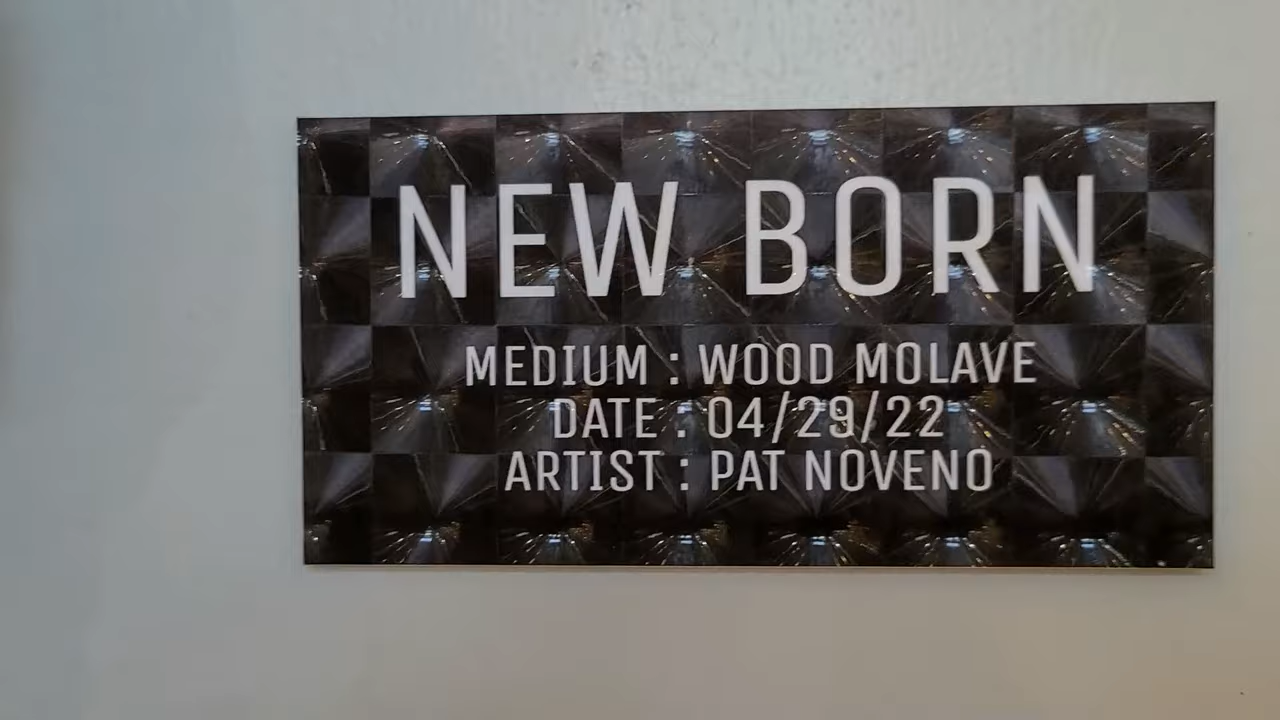 NEW BORN
MEDIUM : WOOD MOLAVE
DATE : 04/29/22
ARTIST : PAT NOVENO